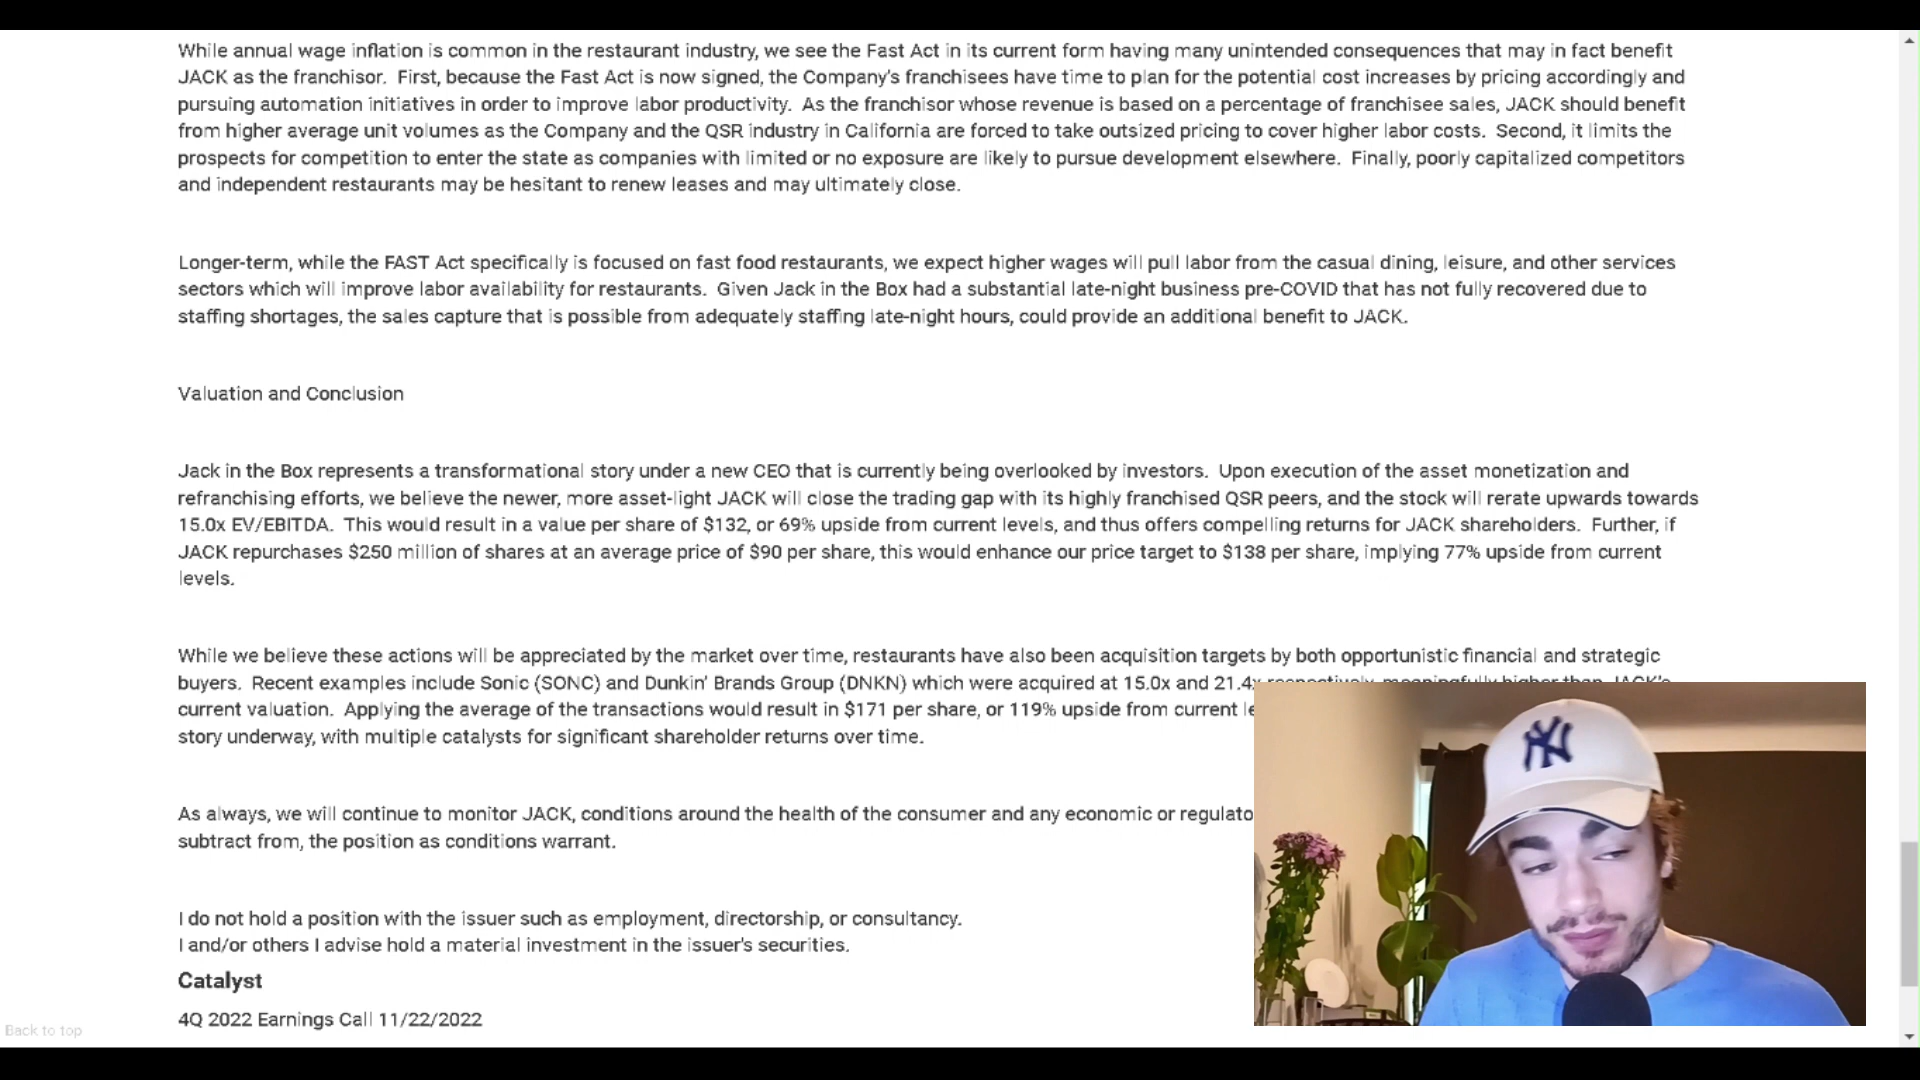 While annual wage inflation is common in the restaurant industry, we see the Fast Act in its current form having many unintended consequences that may in fact benefit
JACK as the franchisor.  First, because the Fast Act is now signed, the Company's franchisees have time to plan for the potential cost increases by pricing accordingly and
pursuing automation initiatives in order to improve labor productivity.  As the franchisor whose revenue is based on a percentage of franchisee sales, JACK should benefit
from higher average unit volumes as the Company and the QSR industry in California are forced to take outsized pricing to cover higher labor costs.  Second, it limits the
prospects for competition to enter the state as companies with limited or no exposure are likely to pursue development elsewhere.  Finally, poorly capitalized competitors
and independent restaurants may be hesitant to renew leases and may ultimately close.
Longer-term, while the FAST Act specifically is focused on fast food restaurants, we expect higher wages will pull labor from the casual dining, leisure, and other services
sectors which will improve labor availability for restaurants.  Given Jack in the Box had a substantial late-night business pre-COVID that has not fully recovered due to
staffing shortages, the sales capture that is possible from adequately staffing late-night hours, could provide an additional benefit to JACK.
Valuation and Conclusion
Jack in the Box represents a transformational story under a new CEO that is currently being overlooked by investors.  Upon execution of the asset monetization and
refranchising efforts, we believe the newer, more asset-light JACK will close the trading gap with its highly franchised QSR peers, and the stock will rerate upwards towards
15.0x EV/EBITDA.  This would result in a value per share of $132, or 69% upside from current levels, and thus offers compelling returns for JACK shareholders.  Further, if
JACK repurchases $250 million of shares at an average price of $90 per share, this would enhance our price target to $138 per share, implying 77% upside from current
levels.
While we believe these actions will be appreciated by the market over time, restaurants have also been acquisition targets by both opportunistic financial and strategic
buyers.  Recent examples include Sonic (SONC) and Dunkin' Brands Group (DNKN) which were acquired at 15.0x and 21.4x respectively, meaningfully higher than JACK's
current valuation.  Applying the average of the transactions would result in $171 per share, or 119% upside from current
story underway, with multiple catalysts for significant shareholder returns over time.
As always, we will continue to monitor JACK, conditions around the health of the consumer and any economic or
subtract from, the position as conditions warrant.
I do not hold a position with the issuer such as employment, directorship, or consultancy.
I and/or others I advise hold a material investment in the issuer's securities.
Catalyst
4Q 2022 Earnings Call 11/22/2022
Back to top
NY